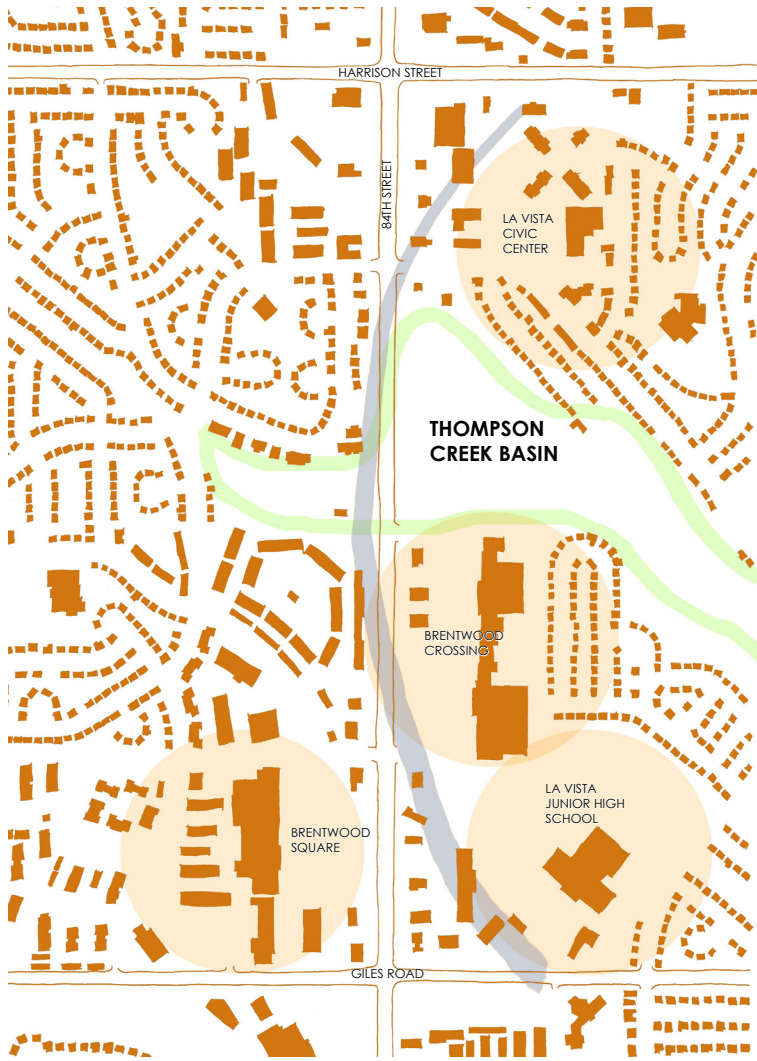 HARRISON STREET
84TH STREET
LA VISTA
CIVIC
CENTER
THOMPSON
CREEK BASIN
BRENTWOOD
CROSSING
LA VISTA
JUNIOR HIGH
SCHOOL
BRENTWOOD
SQUARE
GILES ROAD